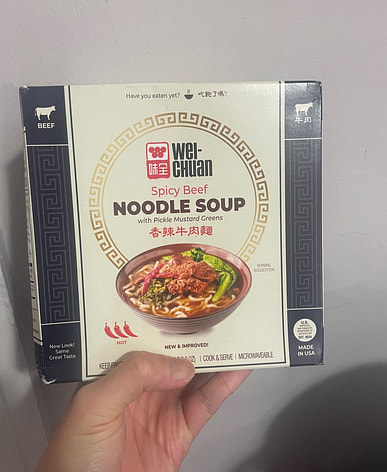 Have you eaten yet?
吃飽了嗎?
BEEF
牛肉
味全
WEI-
CHUAN
Spicy Beef
NOODLE SOUP
with Pickle Mustard Greens
香辣牛肉麵
SERVING
SUGGESTION
HOT
New Look!
Same
Great Taste
NEW & IMPROVED!
U.S.
MADE
IN USA
COOK & SERVE | MICROWAVEABLE